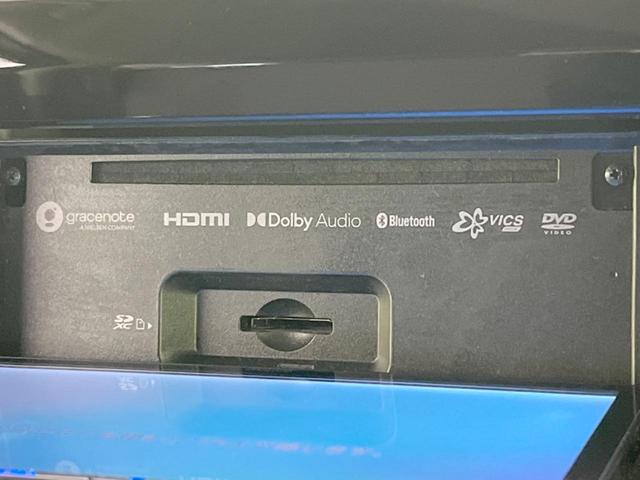 gracenote
A NIELSEN COMPANY
HDMI
Dolby Audio
Bluetooth
VICS
DVD
VIDEO
SD
XC